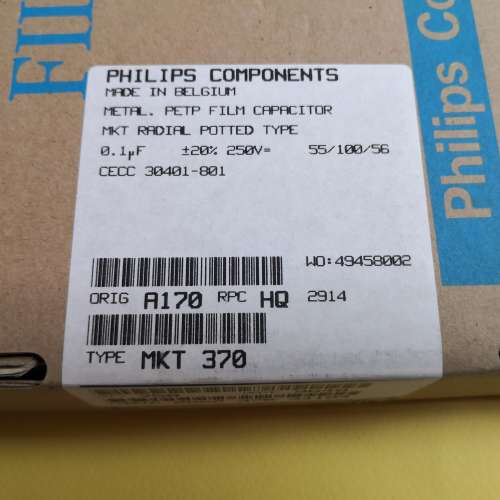 FI
Philips Co
PHILIPS COMPONENTS
MADE IN BELGIUM
METAL. PETP FILM CAPACITOR
MKT RADIAL POTTED TYPE
0.1µF ±20% 250V= 55/100/56
CECC 30401-801
WO:49458002
ORIG A170 RPC HQ 2914
TYPE MKT 370